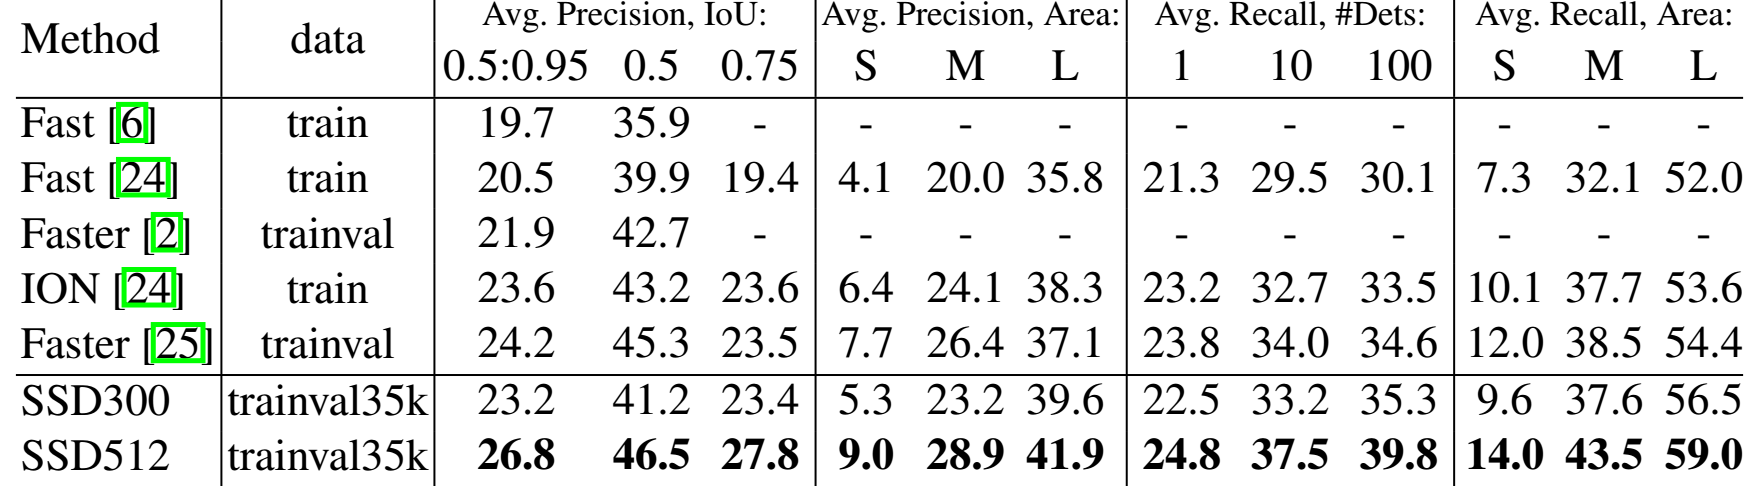 Method data Avg. Precision, IoU: Avg. Precision, Area: Avg. Recall, #Dets: Avg. Recall, Area:
0.5:0.95 0.5 0.75 S M L 1 10 100 S M L
Fast [6] train 19.7 35.9 - - - - - - - - - -
Fast [24] train 20.5 39.9 19.4 4.1 20.0 35.8 21.3 29.5 30.1 7.3 32.1 52.0
Faster [2] trainval 21.9 42.7 - - - - - - - - - -
ION [24] train 23.6 43.2 23.6 6.4 24.1 38.3 23.2 32.7 33.5 10.1 37.7 53.6
Faster [25] trainval 24.2 45.3 23.5 7.7 26.4 37.1 23.8 34.0 34.6 12.0 38.5 54.4
SSD300 trainval35k 23.2 41.2 23.4 5.3 23.2 39.6 22.5 33.2 35.3 9.6 37.6 56.5
SSD512 trainval35k 26.8 46.5 27.8 9.0 28.9 41.9 24.8 37.5 39.8 14.0 43.5 59.0